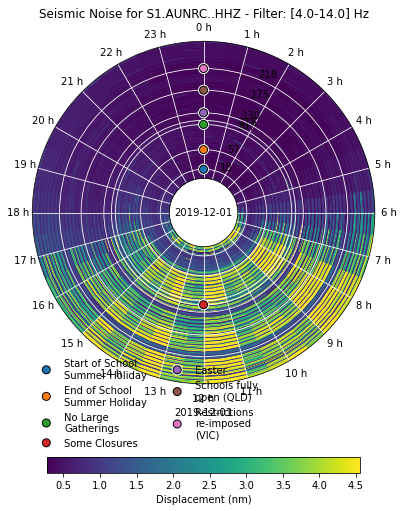 Seismic Noise for S1.AUNRC..HHZ - Filter: [4.0-14.0] Hz
0 h
23 h
1 h
22 h
2 h
218
21 h
3 h
175
20 h
4 h
57
19 h
5 h
18 h
2019-12-01
6 h
17 h
7 h
16 h
8 h
15 h
9 h
14 h
10 h
13 h
11 h
12 h
2019-12-01
Start of School
Summer Holiday
End of School
Summer Holiday
No Large
Gatherings
Some Closures
Easter
Schools fully
open (QLD)
Restrictions
re-imposed
(VIC)
0.5 1.0 1.5 2.0 2.5 3.0 3.5 4.0 4.5
Displacement (nm)